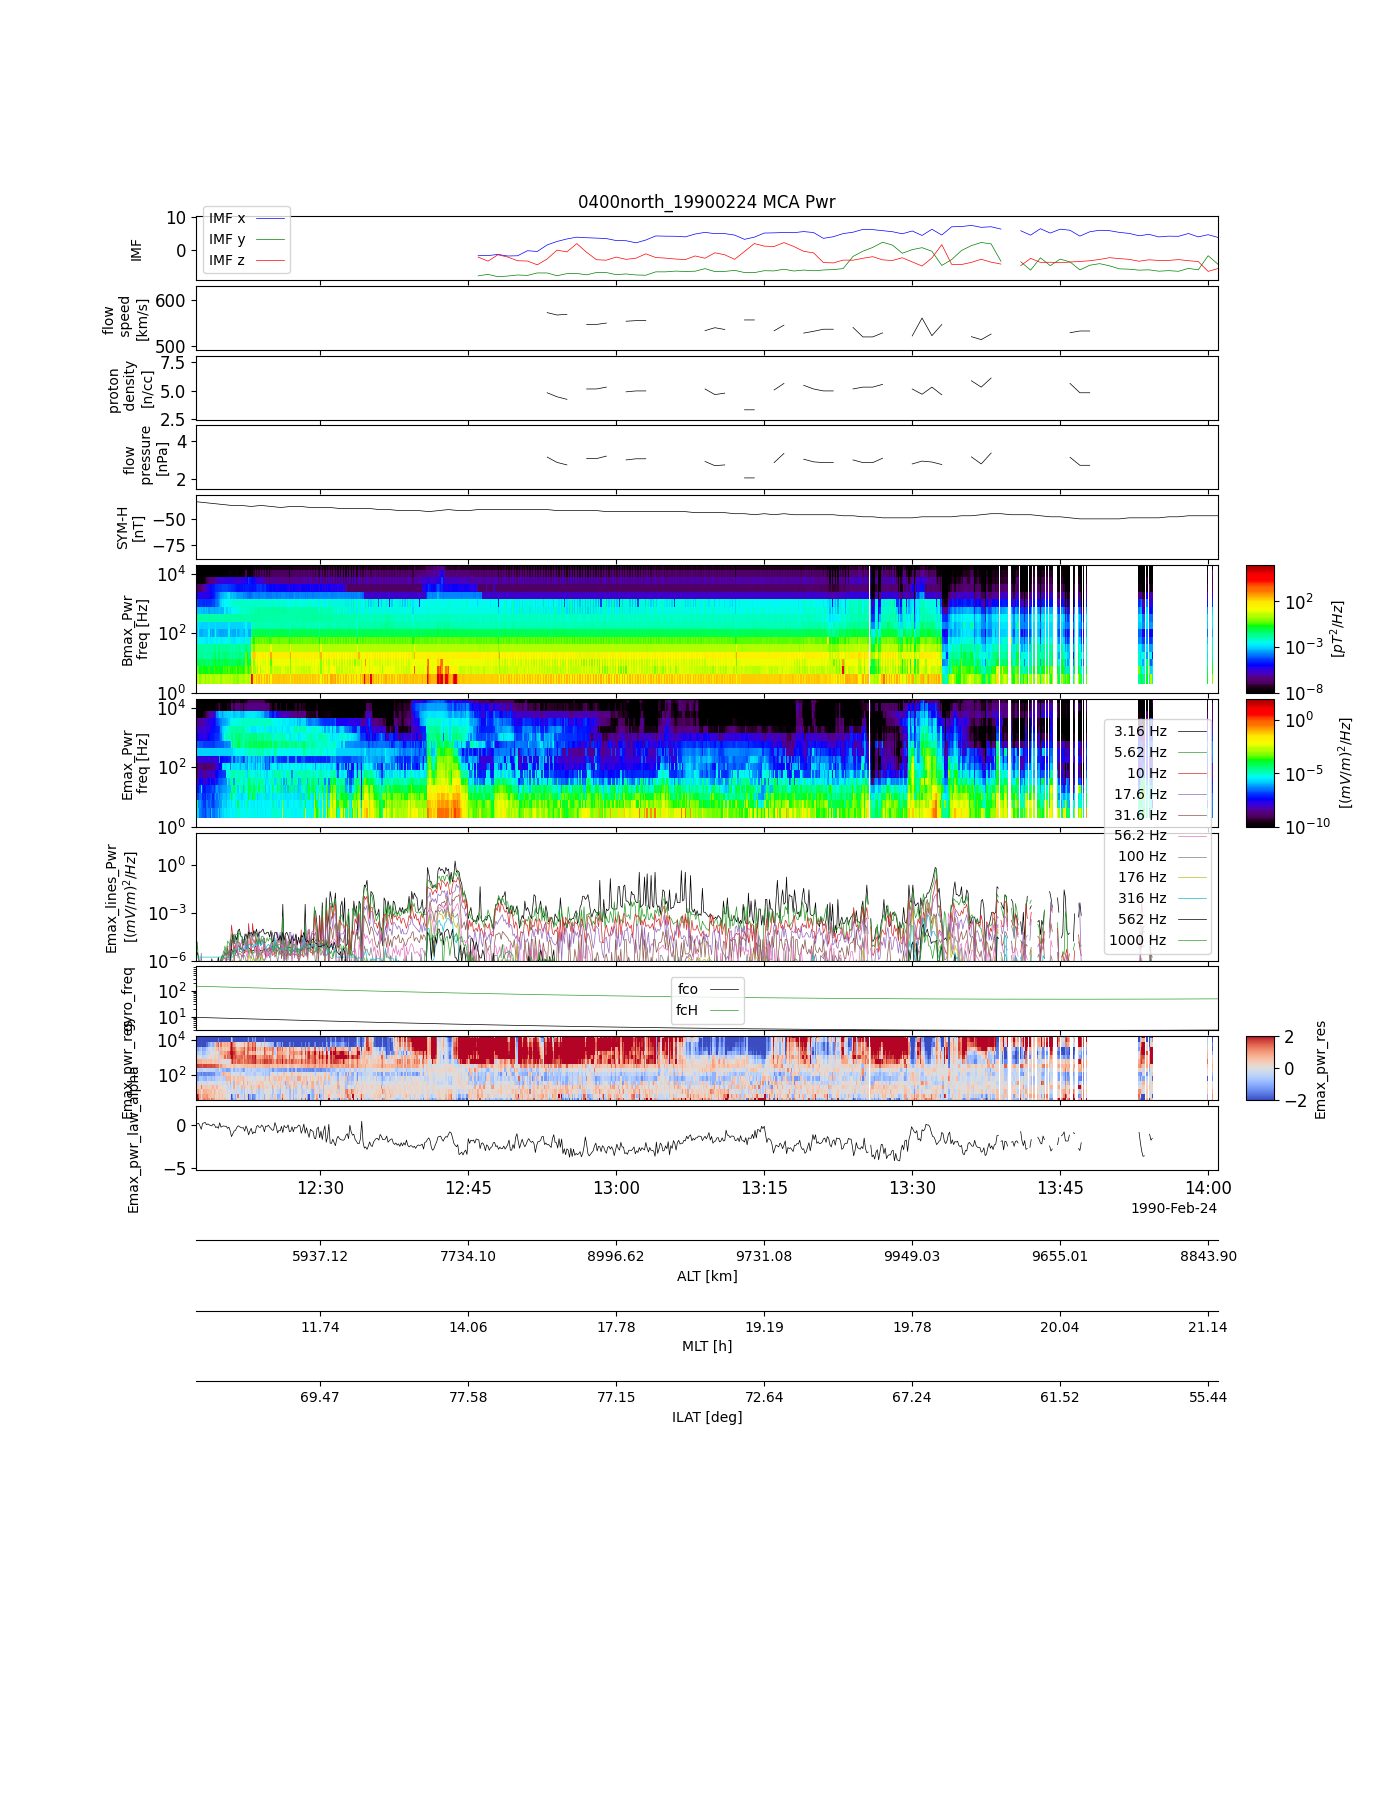 0400north_19900224 MCA Pwr
IMF
10
0
IMF x
IMF y
IMF z
flow
speed
[km/s]
600
500
proton
density
[n/cc]
7.5
5.0
2.5
flow
pressure
[nPa]
4
2
SYM-H
[nT]
−50
−75
Bmax_Pwr
freq [Hz]
10^4
10^2
10^0
10^2
10^−3
10^−8
[pT^2/Hz]
Emax_Pwr
freq [Hz]
10^4
10^2
10^0
10^0
10^−5
10^−10
[(mV/m)^2/Hz]
3.16 Hz
5.62 Hz
10 Hz
17.6 Hz
31.6 Hz
56.2 Hz
100 Hz
176 Hz
316 Hz
562 Hz
1000 Hz
Emax_lines_Pwr
[(mV/m)^2/Hz]
10^0
10^−3
10^−6
gyro_freq
10^2
10^1
fco
fcH
Emax_pwr_res
10^4
10^2
2
0
−2
Emax_pwr_res
Emax_pwr_law_alpha
0
−5
12:30 12:45 13:00 13:15 13:30 13:45 14:00
1990-Feb-24
5937.12 7734.10 8996.62 9731.08 9949.03 9655.01 8843.90
ALT [km]
11.74 14.06 17.78 19.19 19.78 20.04 21.14
MLT [h]
69.47 77.58 77.15 72.64 67.24 61.52 55.44
ILAT [deg]